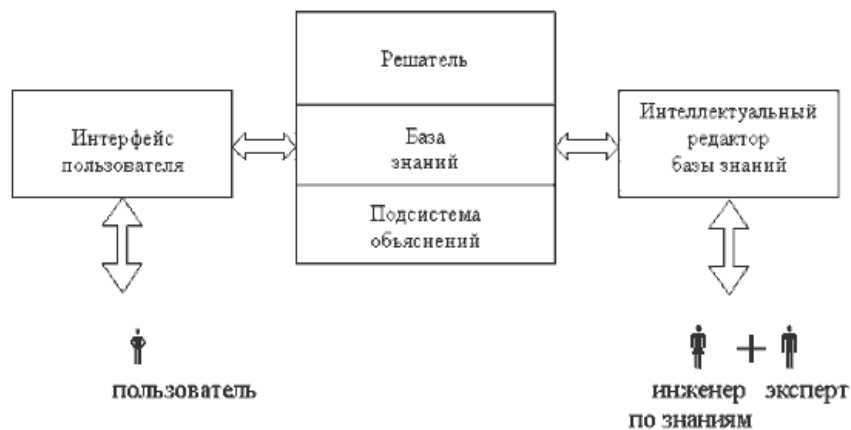 Решатель
Интерфейс
пользователя
База
знаний
Интеллектуальный
редактор
базы знаний
Подсистема
объяснений
пользователь
инженер
по знаниям
эксперт